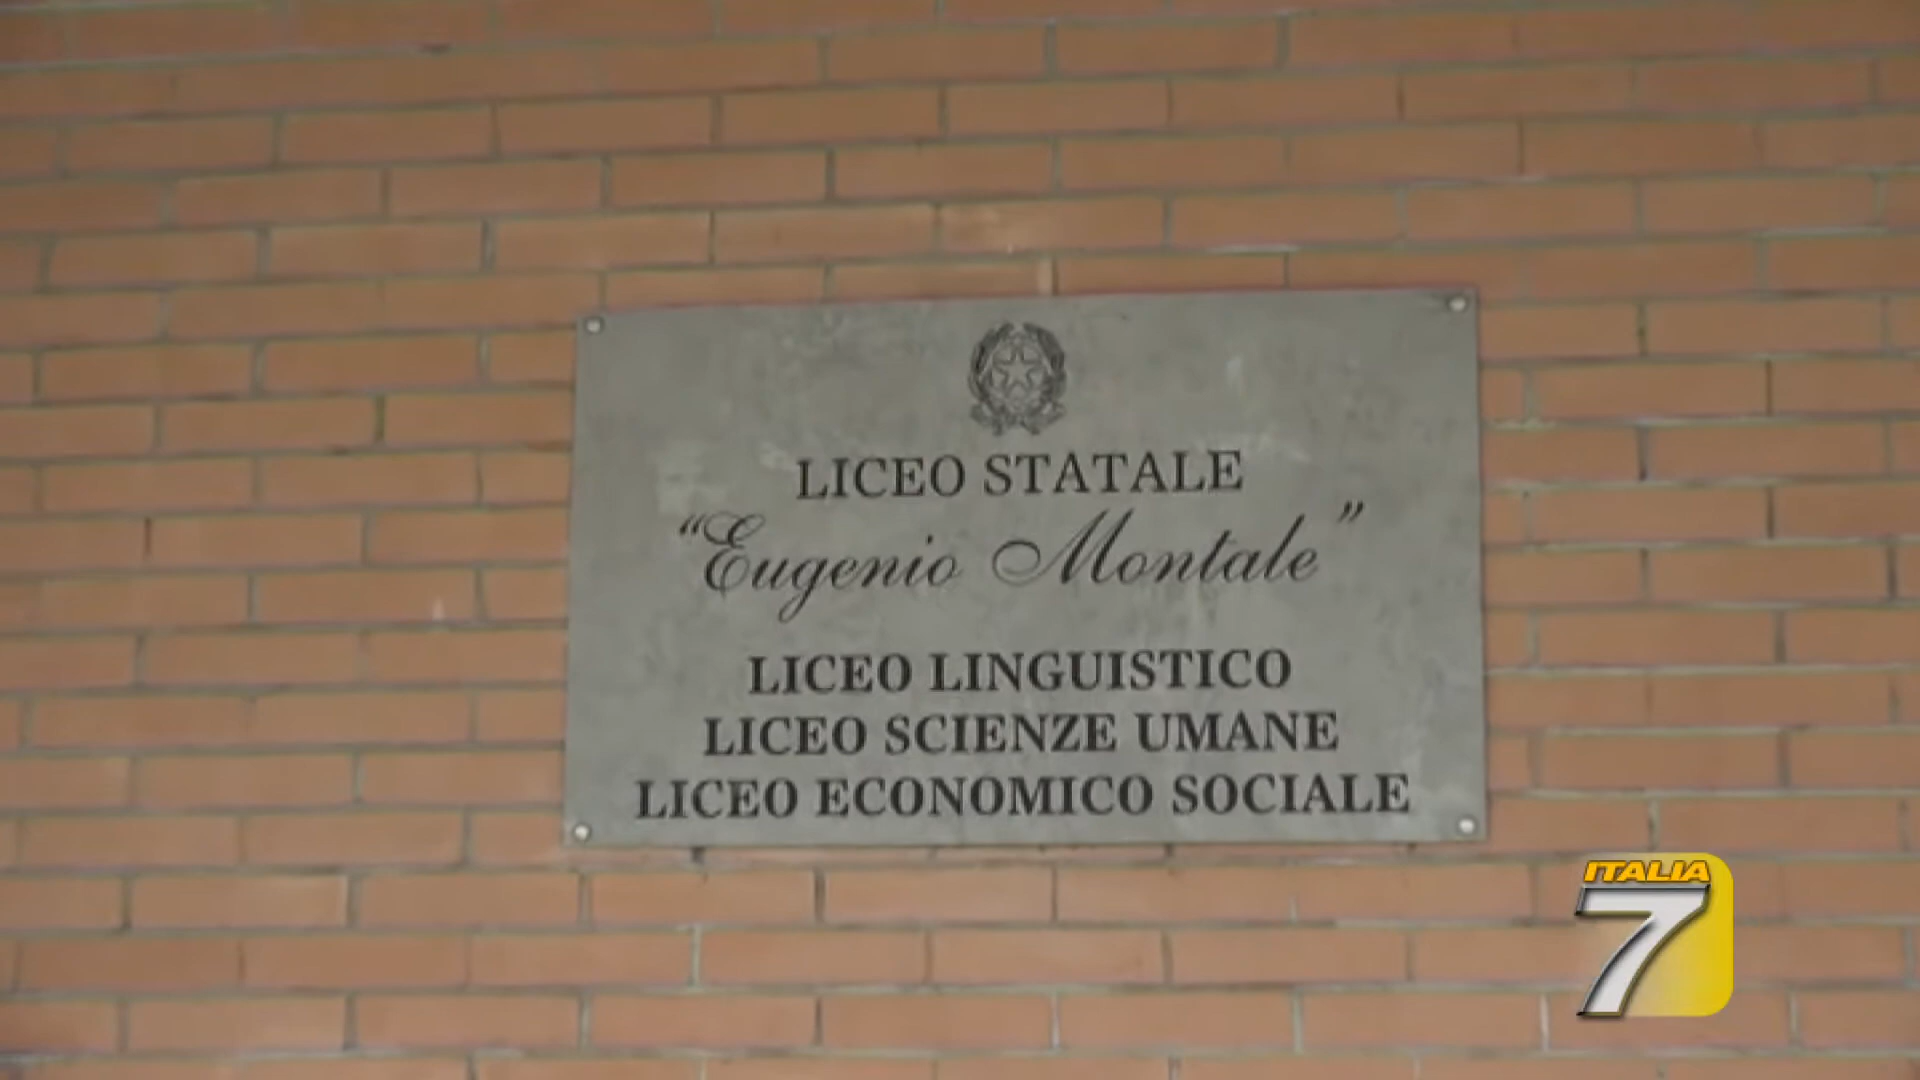 LICEO STATALE
“Eugenio Montale”
LICEO LINGUISTICO
LICEO SCIENZE UMANE
LICEO ECONOMICO SOCIALE
ITALIA
7